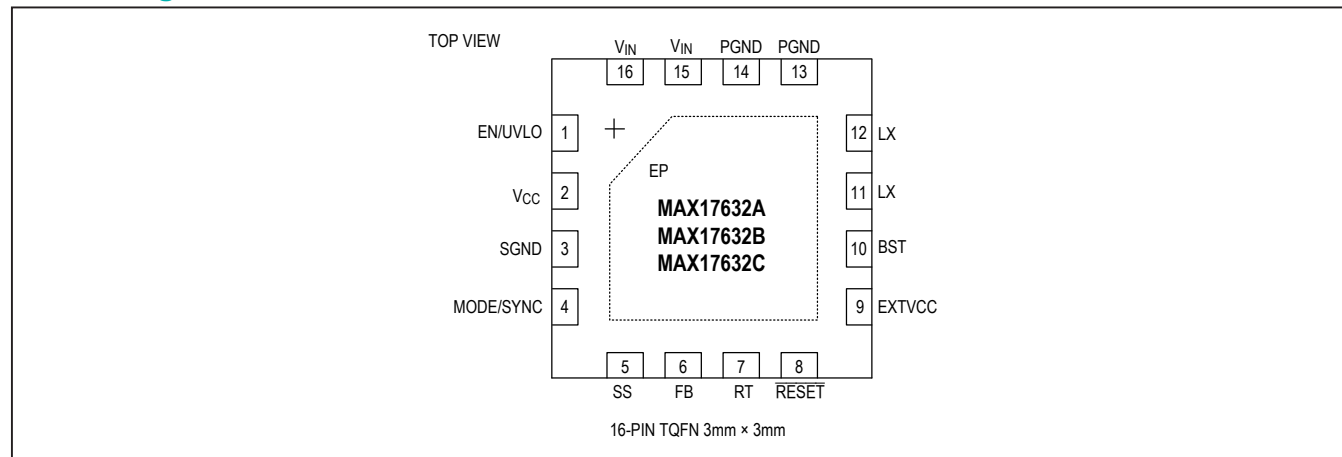 TOP VIEW
VIN VIN PGND PGND
16 15 14 13
EN/UVLO 1 12 LX
EP
VCC 2 11 LX
MAX17632A
MAX17632B
SGND 3 10 BST
MAX17632C
MODE/SYNC 4 9 EXTVCC
5 6 7 8
SS FB RT RESET
16-PIN TQFN 3mm × 3mm